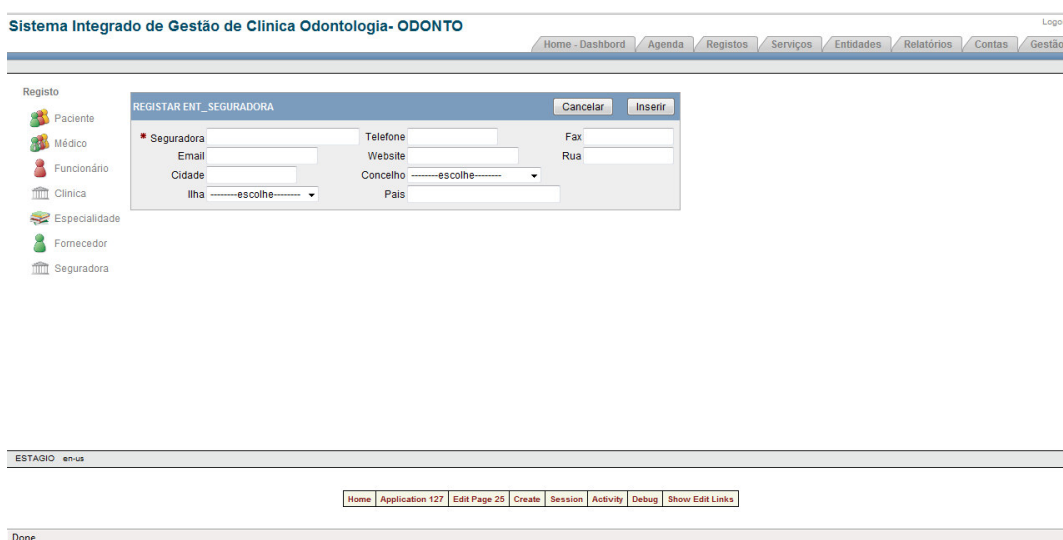 Sistema Integrado de Gestão de Clinica Odontologia- ODONTO
Logo
Home - Dashbord Agenda Registos Serviços Entidades Relatórios Contas Gestão
Registo
Paciente
Médico
Funcionário
Clinica
Especialidade
Fornecedor
Seguradora
REGISTAR ENT_SEGURADORA Cancelar Inserir
* Seguradora Telefone Fax
Email Website Rua
Cidade Concelho --------escolhe--------
Ilha --------escolhe-------- Pais
ESTAGIO en-us
Home Application 127 Edit Page 25 Create Session Activity Debug Show Edit Links
Done